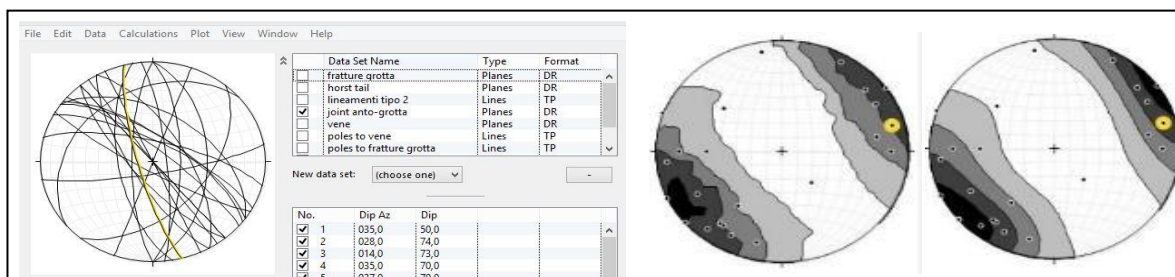 File Edit Data Calculations Plot View Window Help
Data Set Name Type Format
fratture grotta Planes DR
horst tail Planes DR
lineamenti tipo 2 Lines TP
joint anto-grotta Planes DR
vene Planes DR
poles to vene Lines TP
poles to fratture grotta Lines TP
New data set: (choose one) -
No. Dip Az Dip
1 035,0 50,0
2 028,0 74,0
3 014,0 73,0
4 035,0 70,0